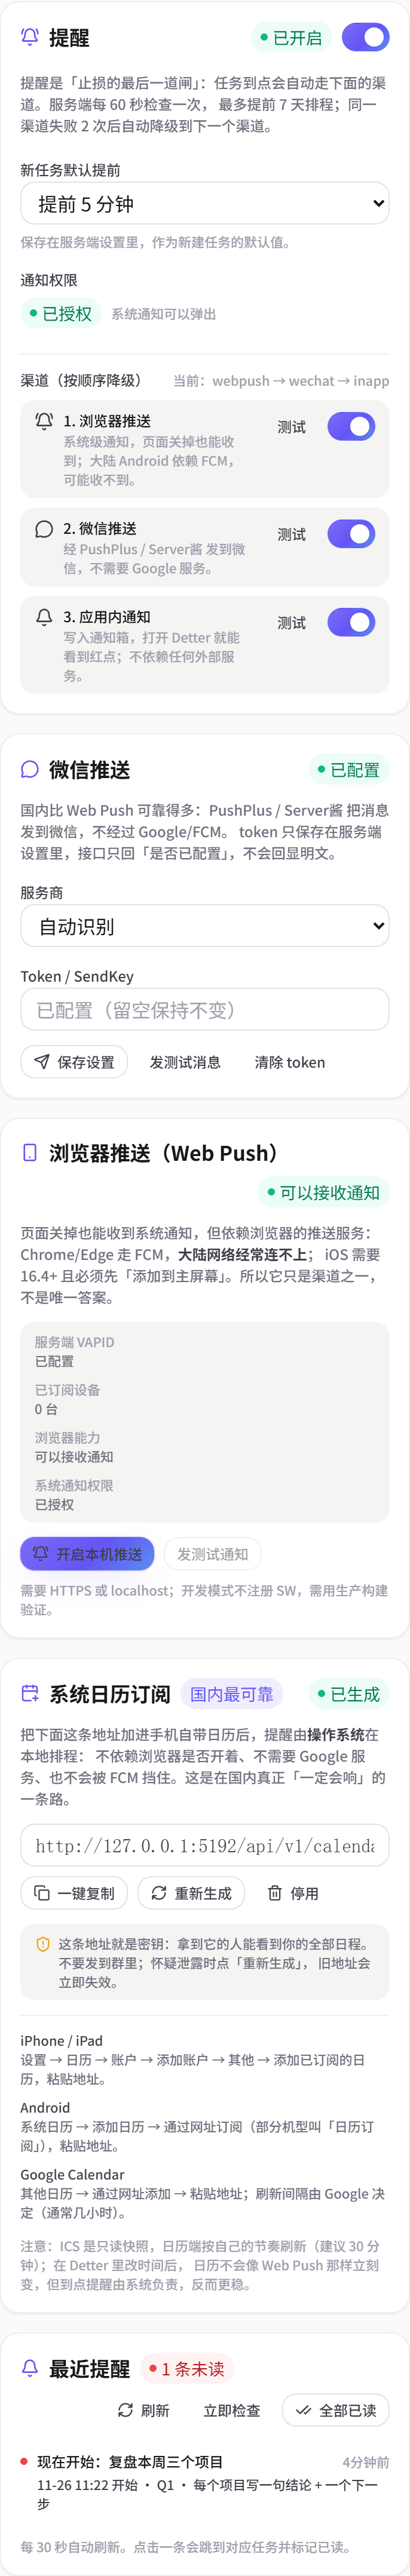 提醒
已开启
提醒是「止损的最后一道闸」：任务到点会自动走下面的渠
道。服务端每 60 秒检查一次， 最多提前 7 天排程；同一
渠道失败 2 次后自动降级到下一个渠道。
新任务默认提前
提前 5 分钟
保存在服务端设置里，作为新建任务的默认值。
通知权限
已授权 系统通知可以弹出
渠道（按顺序降级） 当前：webpush → wechat → inapp
1. 浏览器推送 测试
系统级通知，页面关掉也能收
到；大陆 Android 依赖 FCM，
可能收不到。
2. 微信推送 测试
经 PushPlus / Server酱 发到微
信，不需要 Google 服务。
3. 应用内通知 测试
写入通知箱，打开 Detter 就能
看到红点；不依赖任何外部服
务。
微信推送 已配置
国内比 Web Push 可靠得多：PushPlus / Server酱 把消息
发到微信，不经过 Google/FCM。 token 只保存在服务端
设置里，接口只回「是否已配置」，不会回显明文。
服务商
自动识别
Token / SendKey
已配置（留空保持不变）
保存设置 发测试消息 清除 token
浏览器推送（Web Push）
可以接收通知
页面关掉也能收到系统通知，但依赖浏览器的推送服务：
Chrome/Edge 走 FCM，大陆网络经常连不上； iOS 需要
16.4+ 且必须先「添加到主屏幕」。所以它只是渠道之一，
不是唯一答案。
服务端 VAPID
已配置
已订阅设备
0 台
浏览器能力
可以接收通知
系统通知权限
已授权
开启本机推送 发测试通知
需要 HTTPS 或 localhost；开发模式不注册 SW，需用生产构建
验证。
系统日历订阅 国内最可靠 已生成
把下面这条地址加进手机自带日历后，提醒由操作系统在
本地排程： 不依赖浏览器是否开着、不需要 Google 服
务、也不会被 FCM 挡住。这是在国内真正「一定会响」的
一条路。
http://127.0.0.1:5192/api/v1/calenda
一键复制 重新生成 停用
这条地址就是密钥：拿到它的人能看到你的全部日程。
不要发到群里；怀疑泄露时点「重新生成」， 旧地址会
立即失效。
iPhone / iPad
设置 → 日历 → 账户 → 添加账户 → 其他 → 添加已订阅的日
历，粘贴地址。
Android
系统日历 → 添加日历 → 通过网址订阅（部分机型叫「日历订
阅」），粘贴地址。
Google Calendar
其他日历 → 通过网址添加 → 粘贴地址；刷新间隔由 Google 决
定（通常几小时）。
注意：ICS 是只读快照，日历端按自己的节奏刷新（建议 30 分
钟）；在 Detter 里改时间后， 日历不会像 Web Push 那样立刻
变，但到点提醒由系统负责，反而更稳。
最近提醒 1 条未读
刷新 立即检查 全部已读
现在开始：复盘本周三个项目 4分钟前
11-26 11:22 开始 · Q1 · 每个项目写一句结论 + 一个下一
步
每 30 秒自动刷新。点击一条会跳到对应任务并标记已读。